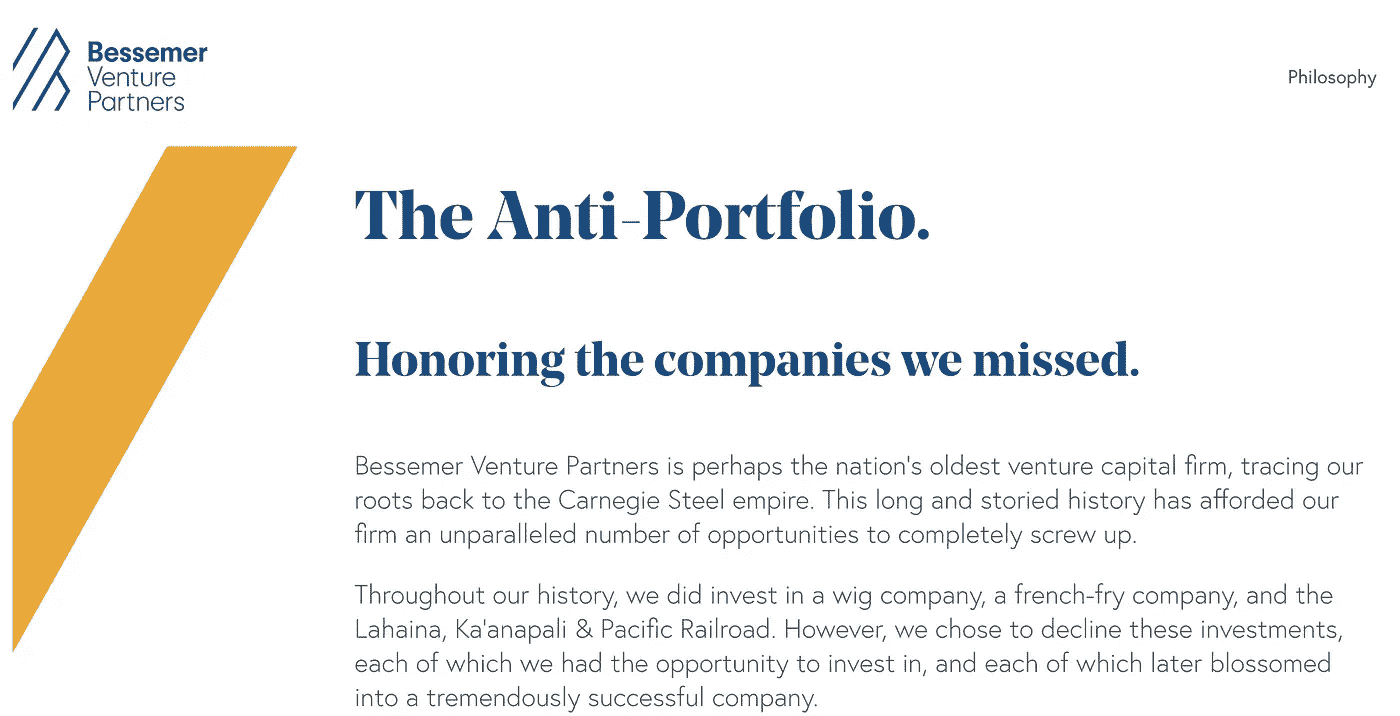 Bessemer
Venture
Partners
Philosophy
The Anti-Portfolio.
Honoring the companies we missed.
Bessemer Venture Partners is perhaps the nation's oldest venture capital firm, tracing our
roots back to the Carnegie Steel empire. This long and storied history has afforded our
firm an unparalleled number of opportunities to completely screw up.
Throughout our history, we did invest in a wig company, a french-fry company, and the
Lahaina, Ka'anapali & Pacific Railroad. However, we chose to decline these investments,
each of which we had the opportunity to invest in, and each of which later blossomed
into a tremendously successful company.